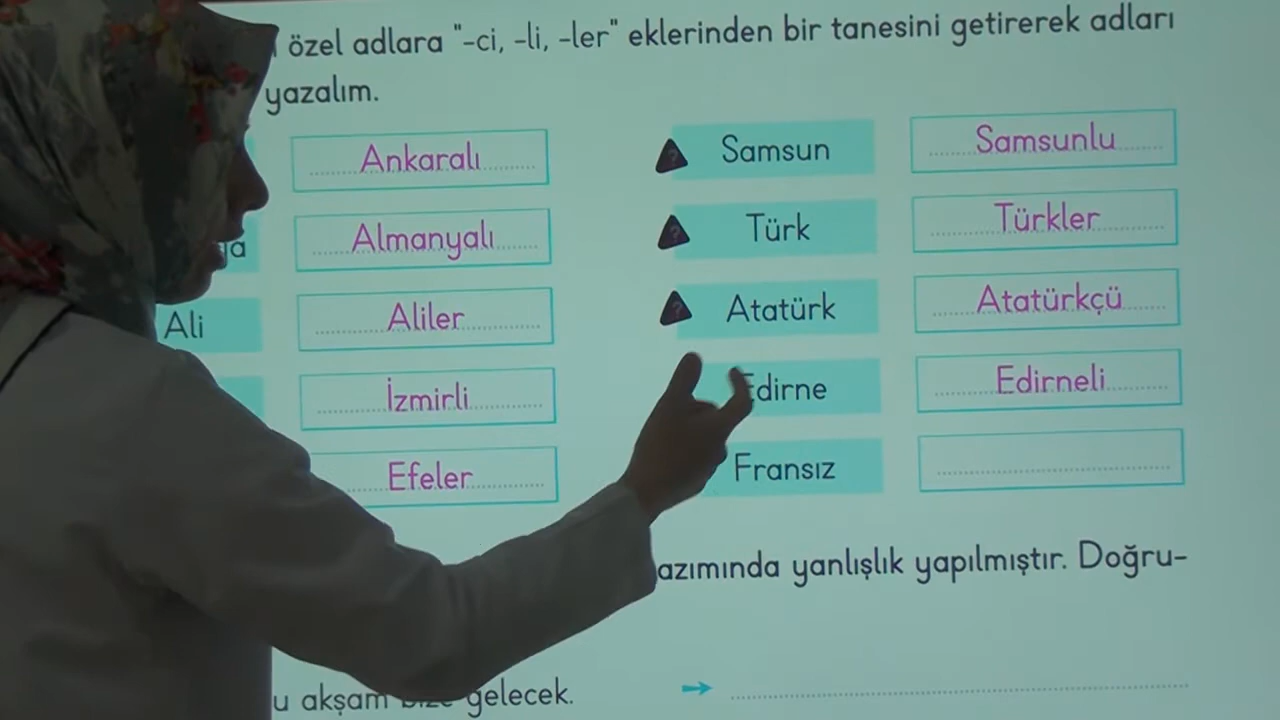 özel adlara "-ci, -li, -ler" eklerinden bir tanesini getirerek adları
yazalım.
Ankaralı
Samsun
Samsunlu
Almanyalı
Türk
Türkler
Ali
Aliler
Atatürk
Atatürkçü
İzmirli
Edirne
Edirneli
Efeler
Fransız
yanlışlık yapılmıştır. Doğru-
akşam bize gelecek.